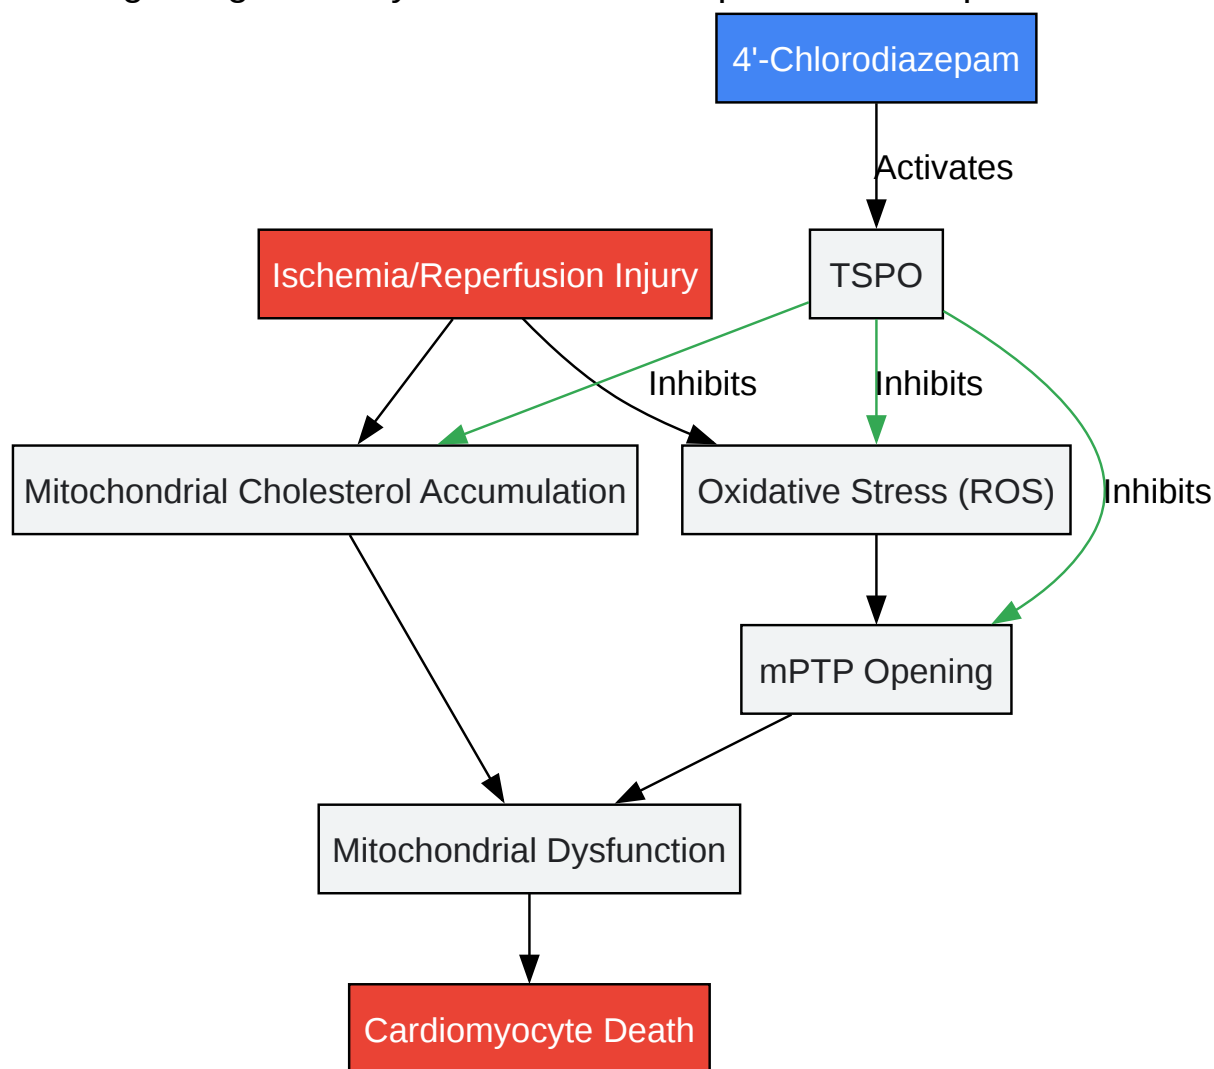 4'-Chlorodiazepam
Activates
Ischemia/Reperfusion Injury
TSPO
Inhibits
Inhibits
Mitochondrial Cholesterol Accumulation
Oxidative Stress (ROS)
Inhibits
mPTP Opening
Mitochondrial Dysfunction
Cardiomyocyte Death